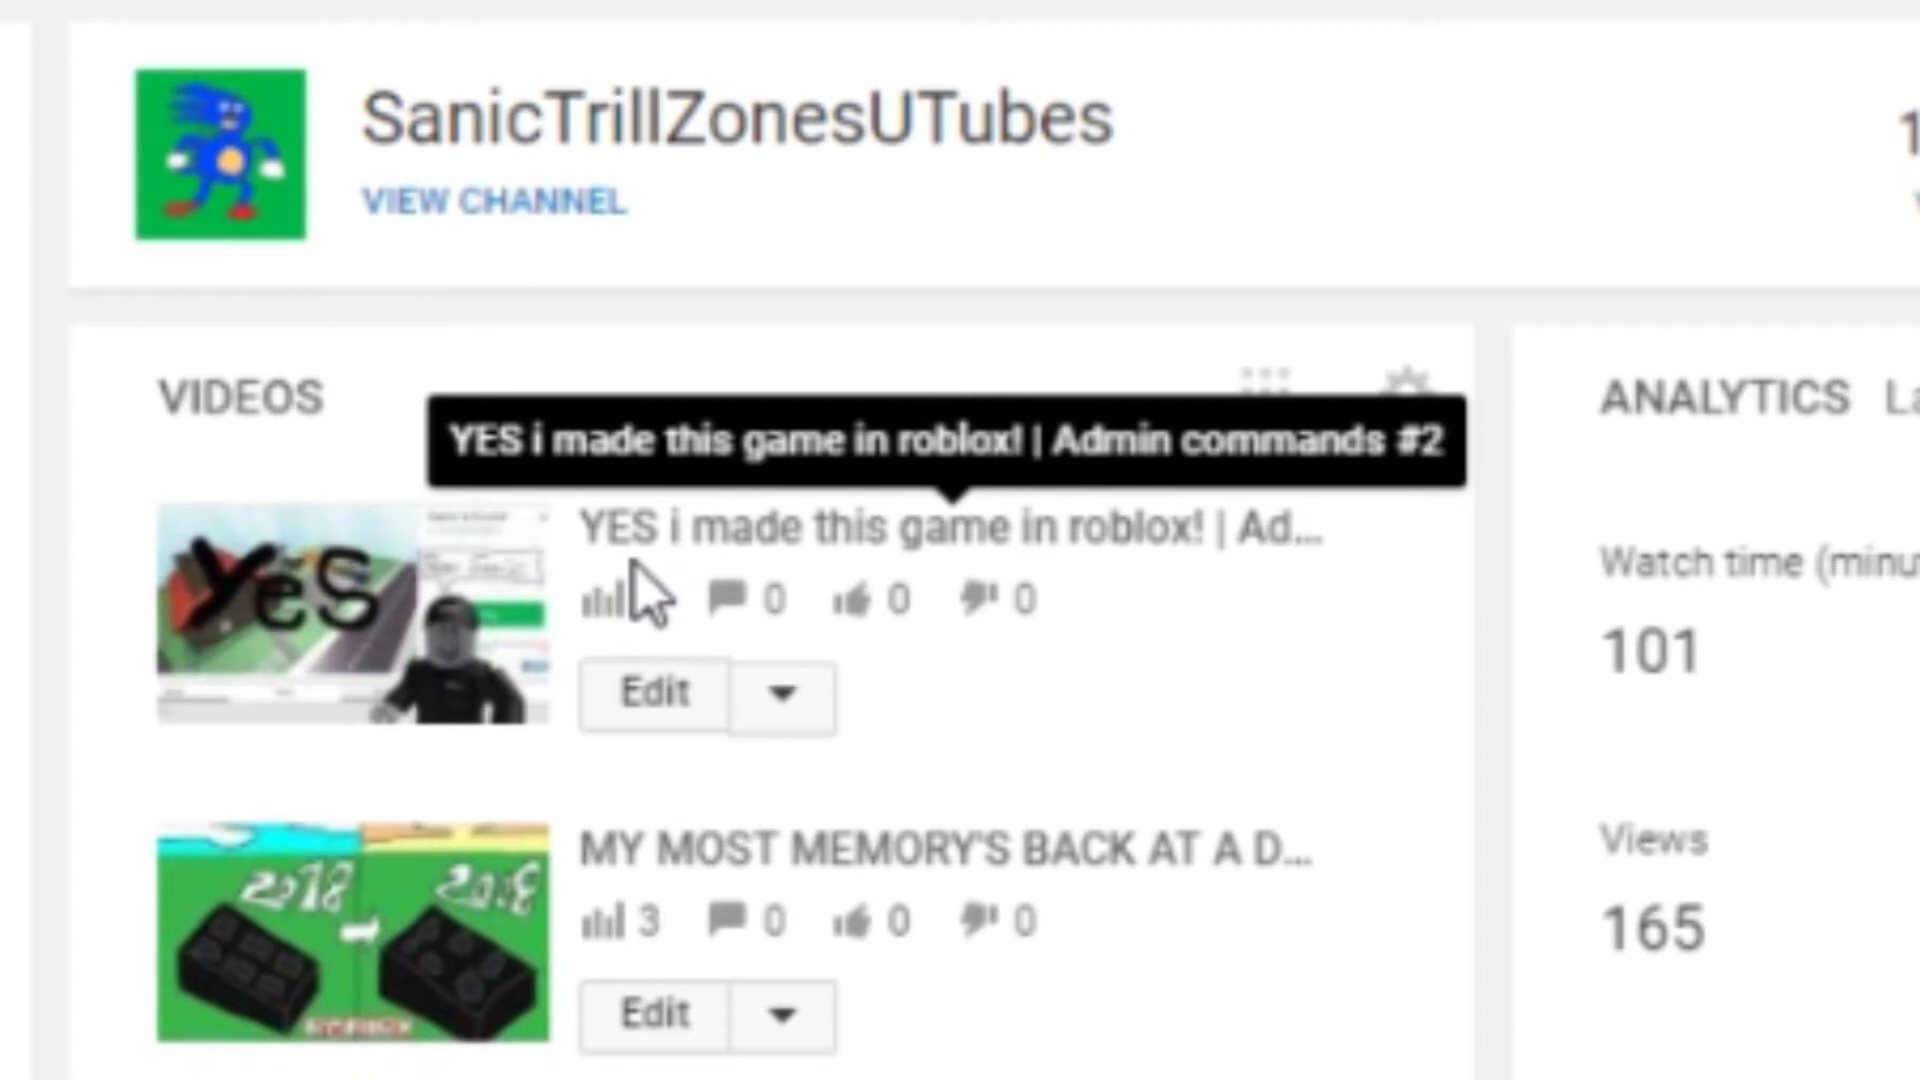 SanicTrillZonesUTubes
VIEW CHANNEL
VIDEOS
YES i made this game in roblox! | Admin commands #2
YES i made this game in roblox! | Ad...
0 0 0
Edit
YeS
MY MOST MEMORY'S BACK AT A D...
3 0 0 0
Edit
2018
ANALYTICS
Watch time (minu
101
Views
165